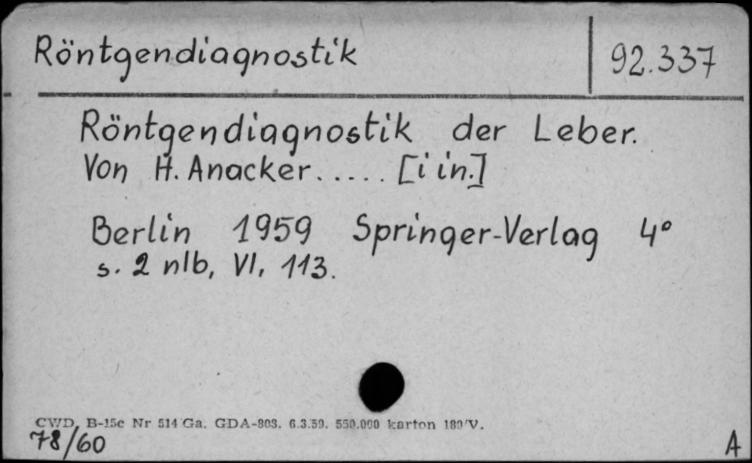 Röntgendiagnostik
92.337
Röntgendiagnostik der Leber.
Von H. Anacker..... [i in.]
Berlin 1959 Springer-Verlag 4°
s. 2 nlb, VI, 113.
CWD, B-15c Nr 514 Ga. GDA-803. 6.3.59. 550.000 karton 180 V.
78/60
A